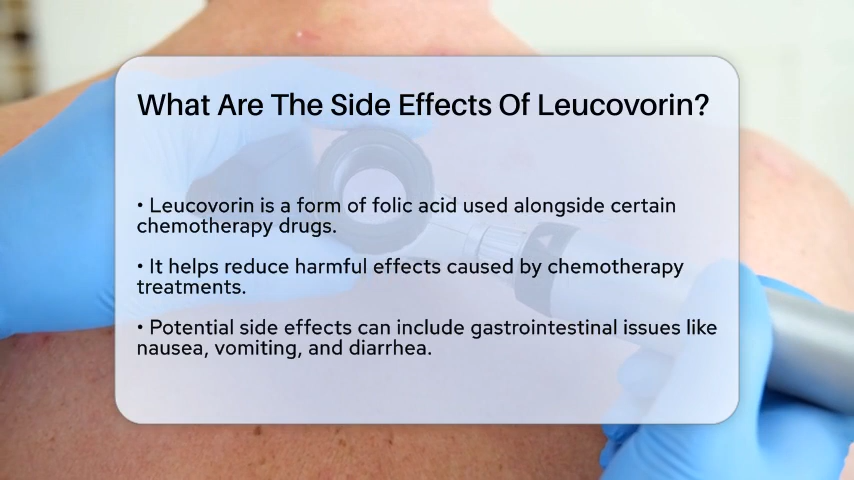 What Are The Side Effects Of Leucovorin?
• Leucovorin is a form of folic acid used alongside certain
chemotherapy drugs.
• It helps reduce harmful effects caused by chemotherapy
treatments.
• Potential side effects can include gastrointestinal issues like
nausea, vomiting, and diarrhea.